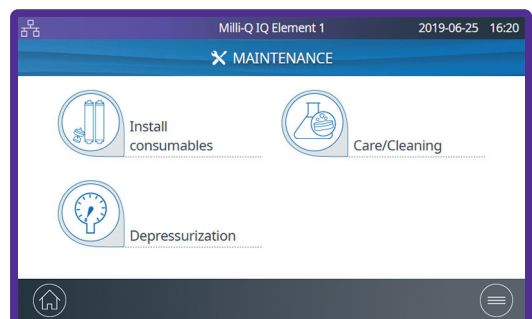 Milli-Q IQ Element 1 2019-06-25 16:20
MAINTENANCE
Install
consumables
Care/Cleaning
Depressurization